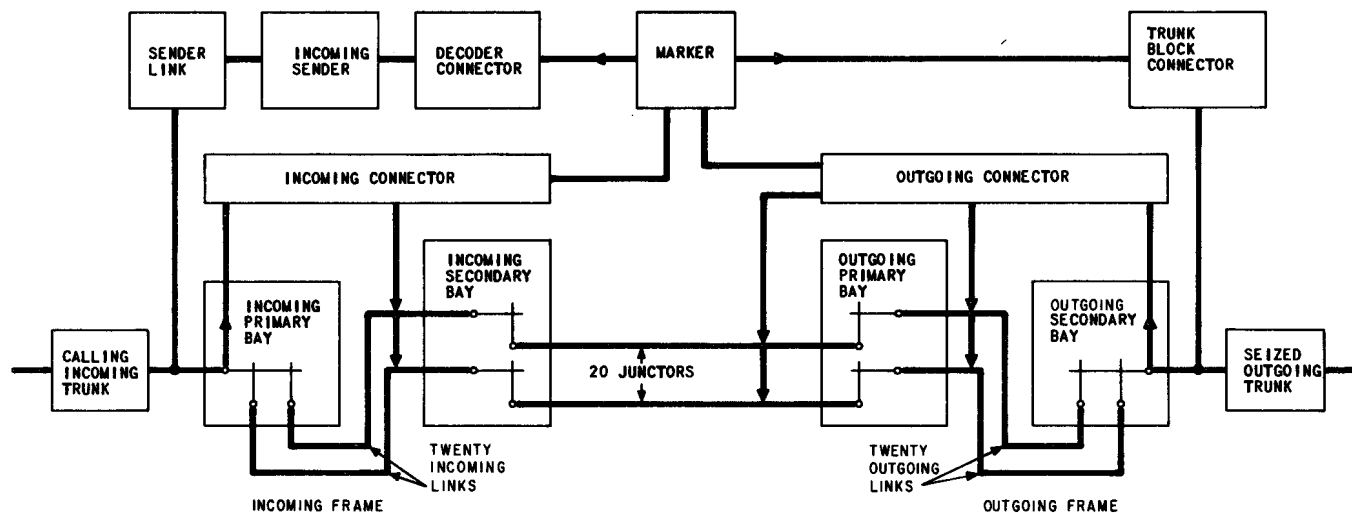 SENDER
LINK
INCOMING
SENDER
DECODER
CONNECTOR
MARKER
TRUNK
BLOCK
CONNECTOR
INCOMING CONNECTOR
OUTGOING CONNECTOR
INCOMING
PRIMARY
BAY
INCOMING
SECONDARY
BAY
OUTGOING
PRIMARY
BAY
OUTGOING
SECONDARY
BAY
CALLING
INCOMING
TRUNK
20 JUNCTORS
SEIZED
OUTGOING
TRUNK
TWENTY
INCOMING
LINKS
TWENTY
OUTGOING
LINKS
INCOMING FRAME
OUTGOING FRAME